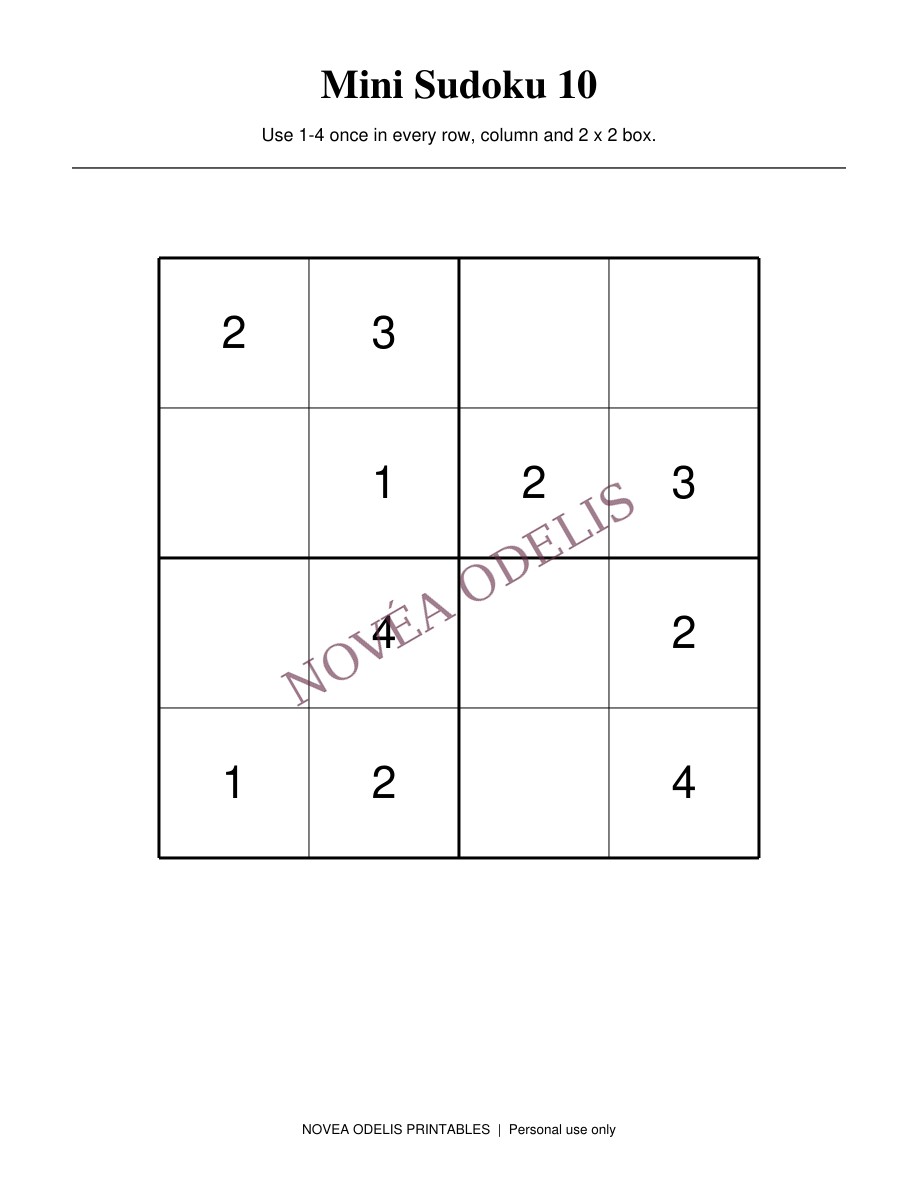 Mini Sudoku 10
Use 1-4 once in every row, column and 2 x 2 box.
2 3
1 2 3
4 2
1 2 4
NOVÉA ODELIS
NOVEA ODELIS PRINTABLES | Personal use only